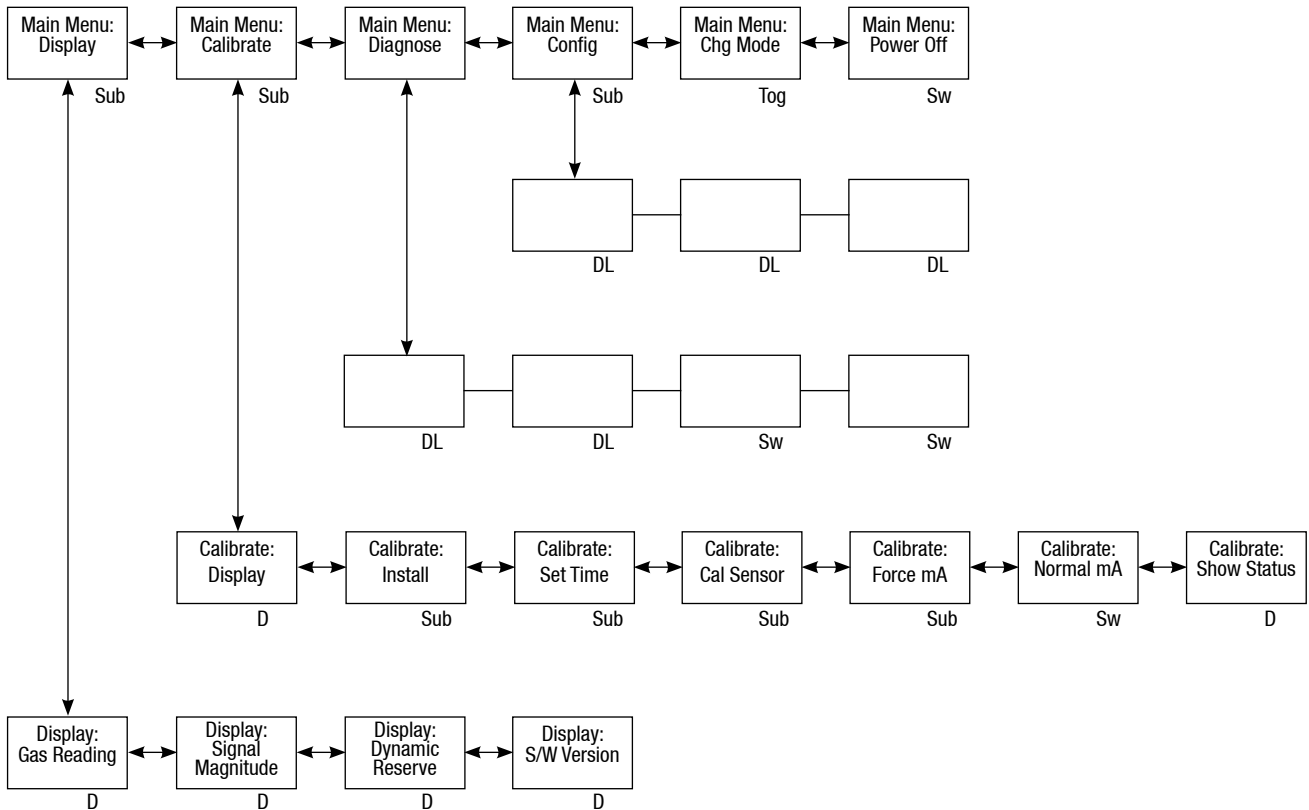 Main Menu:
Display
Main Menu:
Calibrate
Main Menu:
Diagnose
Main Menu:
Config
Main Menu:
Chg Mode
Main Menu:
Power Off
Sub
Sub
Sub
Tog
Sw
DL
DL
DL
DL
DL
Sw
Sw
Calibrate:
Display
Calibrate:
Install
Calibrate:
Set Time
Calibrate:
Cal Sensor
Calibrate:
Force mA
Calibrate:
Normal mA
Calibrate:
Show Status
D
Sub
Sub
Sub
Sub
Sw
D
Display:
Gas Reading
Display:
Signal
Magnitude
Display:
Dynamic
Reserve
Display:
S/W Version
D
D
D
D